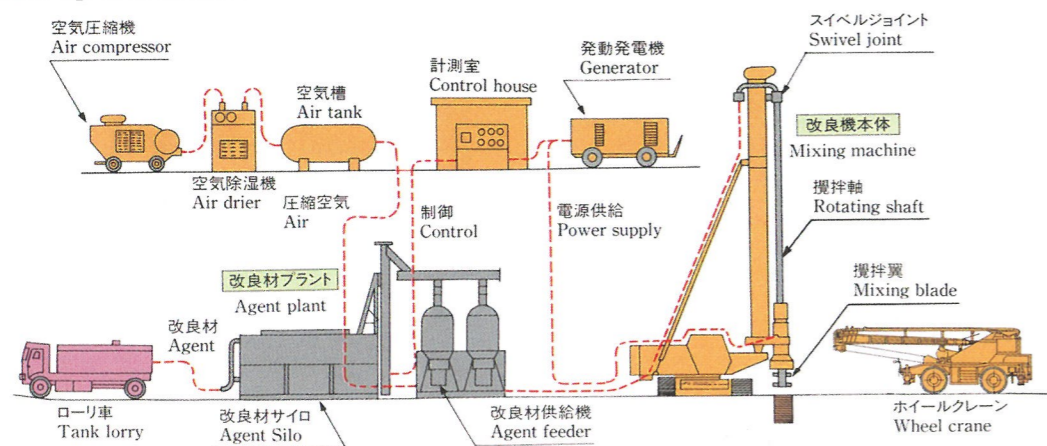 空気圧縮機
Air compressor
スイベルジョイント
Swivel joint
発動発電機
Generator
計測室
Control house
空気槽
Air tank
改良機本体
Mixing machine
空気除湿機
Air drier
圧縮空気
Air
制御
Control
電源供給
Power supply
攪拌軸
Rotating shaft
改良材プラント
Agent plant
攪拌翼
Mixing blade
改良材
Agent
ローリ車
Tank lorry
改良材サイロ
Agent Silo
改良材供給機
Agent feeder
ホイールクレーン
Wheel crane